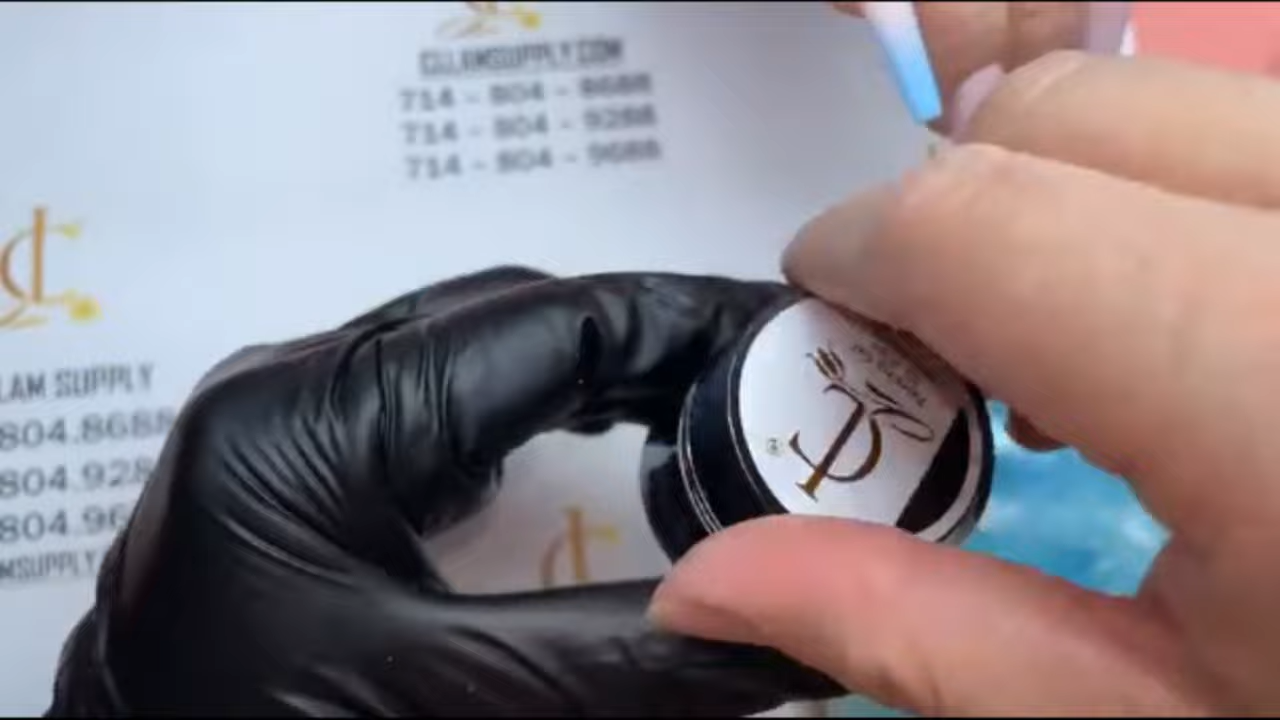 CGLAMSUPPLY.COM
714 - 804 - 8688
714 - 804 - 9288
714 - 804 - 9688
LAM SUPPLY
804.8688
804.928
804.96
MSUPPLY